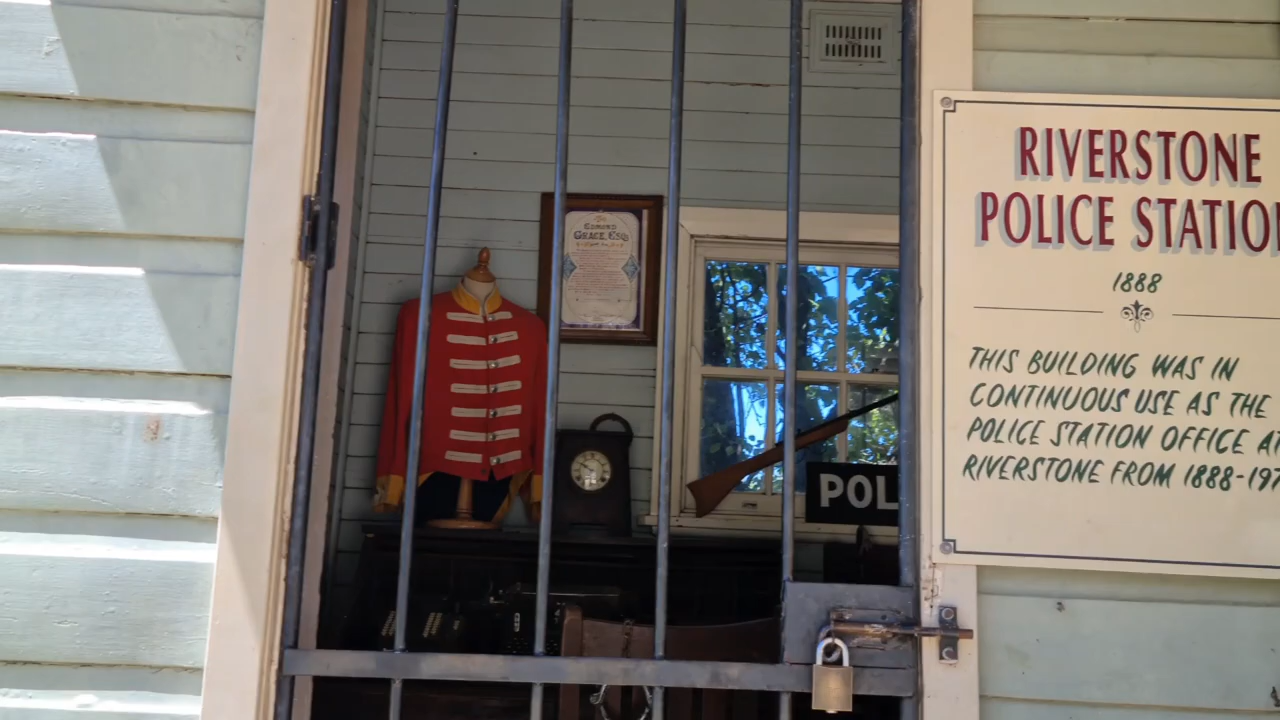 RIVERSTONE
POLICE STATIO
1888
THIS BUILDING WAS IN
CONTINUOUS USE AS THE
POLICE STATION OFFICE AT
RIVERSTONE FROM 1888-197
EDMUND
GRACE, ESQ.
POL